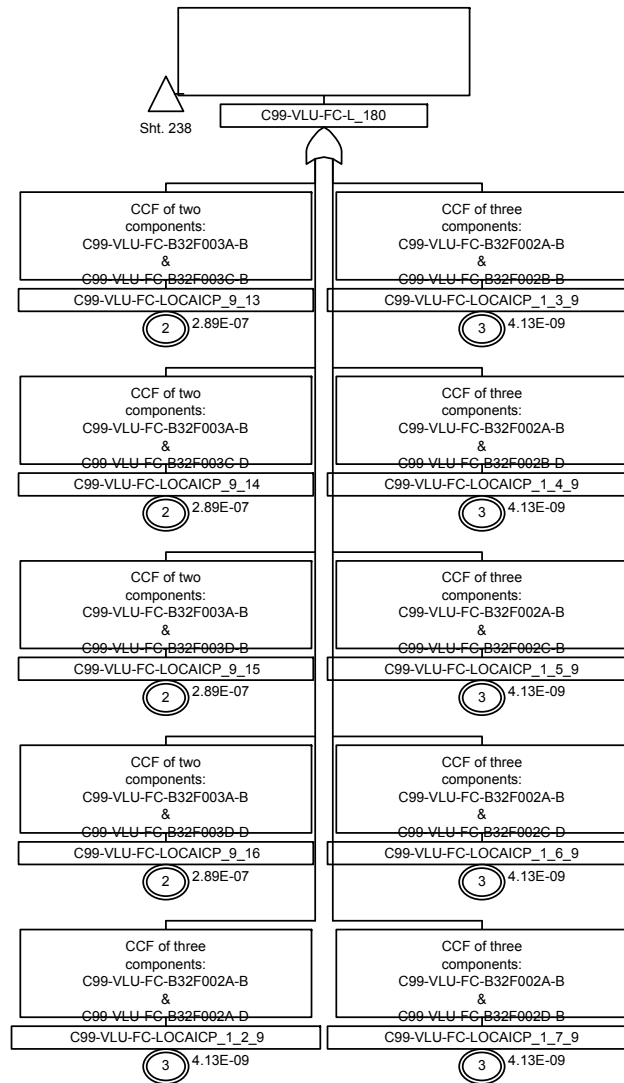 Sht. 238
C99-VLU-FC-L_180
CCF of two
components:
C99-VLU-FC-B32F003A-B
&
C99-VLU-FC-B32F003C-B
C99-VLU-FC-LOCAICP_9_13
2
2.89E-07
CCF of three
components:
C99-VLU-FC-B32F002A-B
&
C99-VLU-FC-B32F002B-B
C99-VLU-FC-LOCAICP_1_3_9
3
4.13E-09
CCF of two
components:
C99-VLU-FC-B32F003A-B
&
C99-VLU-FC-B32F003C-D
C99-VLU-FC-LOCAICP_9_14
2
2.89E-07
CCF of three
components:
C99-VLU-FC-B32F002A-B
&
C99-VLU-FC-B32F002B-D
C99-VLU-FC-LOCAICP_1_4_9
3
4.13E-09
CCF of two
components:
C99-VLU-FC-B32F003A-B
&
C99-VLU-FC-B32F003D-B
C99-VLU-FC-LOCAICP_9_15
2
2.89E-07
CCF of three
components:
C99-VLU-FC-B32F002A-B
&
C99-VLU-FC-B32F002C-B
C99-VLU-FC-LOCAICP_1_5_9
3
4.13E-09
CCF of two
components:
C99-VLU-FC-B32F003A-B
&
C99-VLU-FC-B32F003D-D
C99-VLU-FC-LOCAICP_9_16
2
2.89E-07
CCF of three
components:
C99-VLU-FC-B32F002A-B
&
C99-VLU-FC-B32F002C-D
C99-VLU-FC-LOCAICP_1_6_9
3
4.13E-09
CCF of three
components:
C99-VLU-FC-B32F002A-B
&
C99-VLU-FC-B32F002A-D
C99-VLU-FC-LOCAICP_1_2_9
3
4.13E-09
CCF of three
components:
C99-VLU-FC-B32F002A-B
&
C99-VLU-FC-B32F002D-B
C99-VLU-FC-LOCAICP_1_7_9
3
4.13E-09